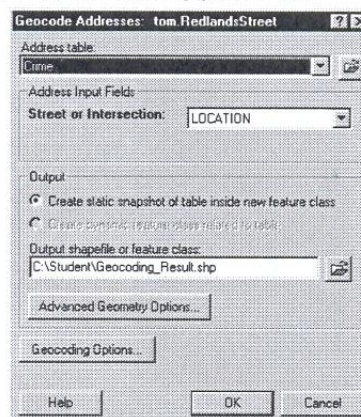 Geocode Addresses: tom.RedlandsStreet
Address table:
Crime
Address Input Fields
Street or Intersection: LOCATION
Output
Create static snapshot of table inside new feature class
Create dynamic feature class related to table
Output shapefile or feature class:
C:\Student\Geocoding_Result.shp
Advanced Geometry Options...
Geocoding Options...
Help OK Cancel